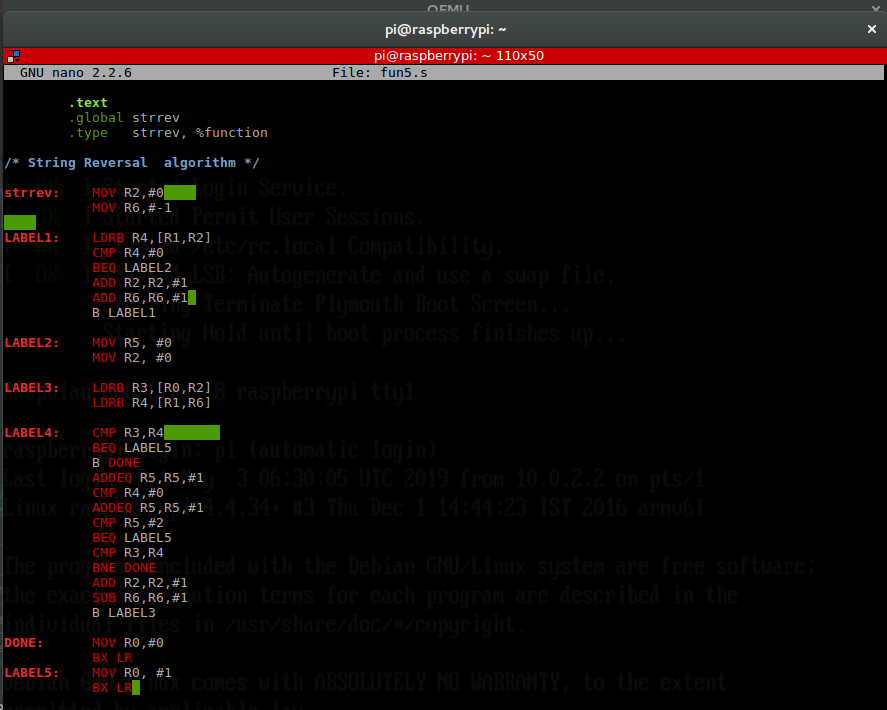 QEMU
pi@raspberrypi: ~
pi@raspberrypi: ~ 110x50
GNU nano 2.2.6 File: fun5.s
.text
.global strrev
.type strrev, %function
/* String Reversal algorithm */
strrev: MOV R2,#0
MOV R6,#-1
LABEL1: LDRB R4,[R1,R2]
CMP R4,#0
BEQ LABEL2
ADD R2,R2,#1
ADD R6,R6,#1
B LABEL1
LABEL2: MOV R5, #0
MOV R2, #0
LABEL3: LDRB R3,[R0,R2]
LDRB R4,[R1,R6]
LABEL4: CMP R3,R4
BEQ LABEL5
B DONE
ADDEQ R5,R5,#1
CMP R4,#0
ADDEQ R5,R5,#1
CMP R5,#2
BEQ LABEL5
CMP R3,R4
BNE DONE
ADD R2,R2,#1
SUB R6,R6,#1
B LABEL3
DONE: MOV R0,#0
BX LR
LABEL5: MOV R0, #1
BX LR
Login Service.
] Started Permit User Sessions.
OK /etc/rc.local Compatibility.
OK LSB: Autogenerate and use a swap file.
Terminate Plymouth Boot Screen...
Starting Hold until boot process finishes up...
raspberrypi tty1
pi (automatic login)
Last 3 06:30:05 UTC 2019 from 10.0.2.2 on pts/1
Linux 4.4.34+ #3 Thu Dec 1 14:44:23 IST 2016 armv6l
The included with the Debian GNU/Linux system are free software;
the terms for each program are described in the
individual files in /usr/share/doc/*/copyright.
Debian comes with ABSOLUTELY NO WARRANTY, to the extent